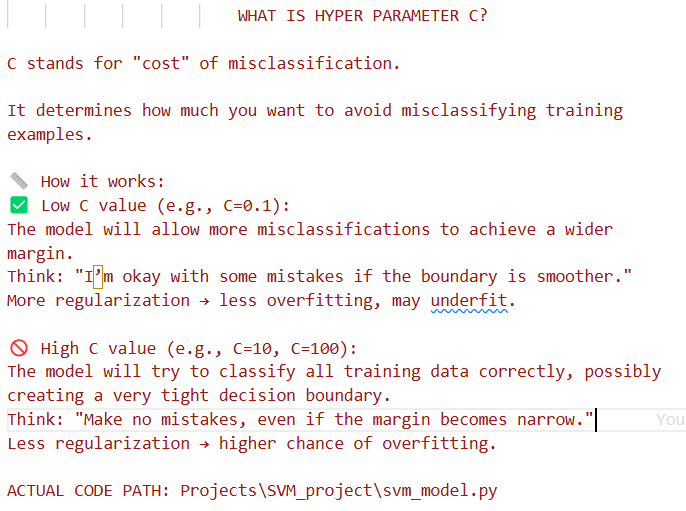 WHAT IS HYPER PARAMETER C?
C stands for "cost" of misclassification.
It determines how much you want to avoid misclassifying training
examples.
📏 How it works:
✅ Low C value (e.g., C=0.1):
The model will allow more misclassifications to achieve a wider
margin.
Think: "I’m okay with some mistakes if the boundary is smoother."
More regularization → less overfitting, may underfit.
🚫 High C value (e.g., C=10, C=100):
The model will try to classify all training data correctly, possibly
creating a very tight decision boundary.
Think: "Make no mistakes, even if the margin becomes narrow." You
Less regularization → higher chance of overfitting.
ACTUAL CODE PATH: Projects\SVM_project\svm_model.py